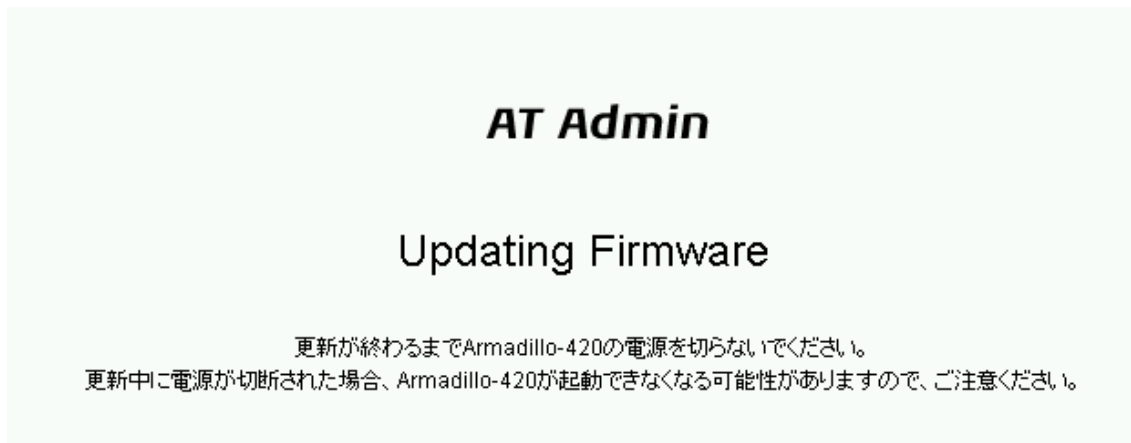 AT Admin
Updating Firmware
更新が終わるまでArmadillo-420の電源を切らないでください。
更新中に電源が切断された場合、Armadillo-420が起動できなくなる可能性がありますので、ご注意ください。